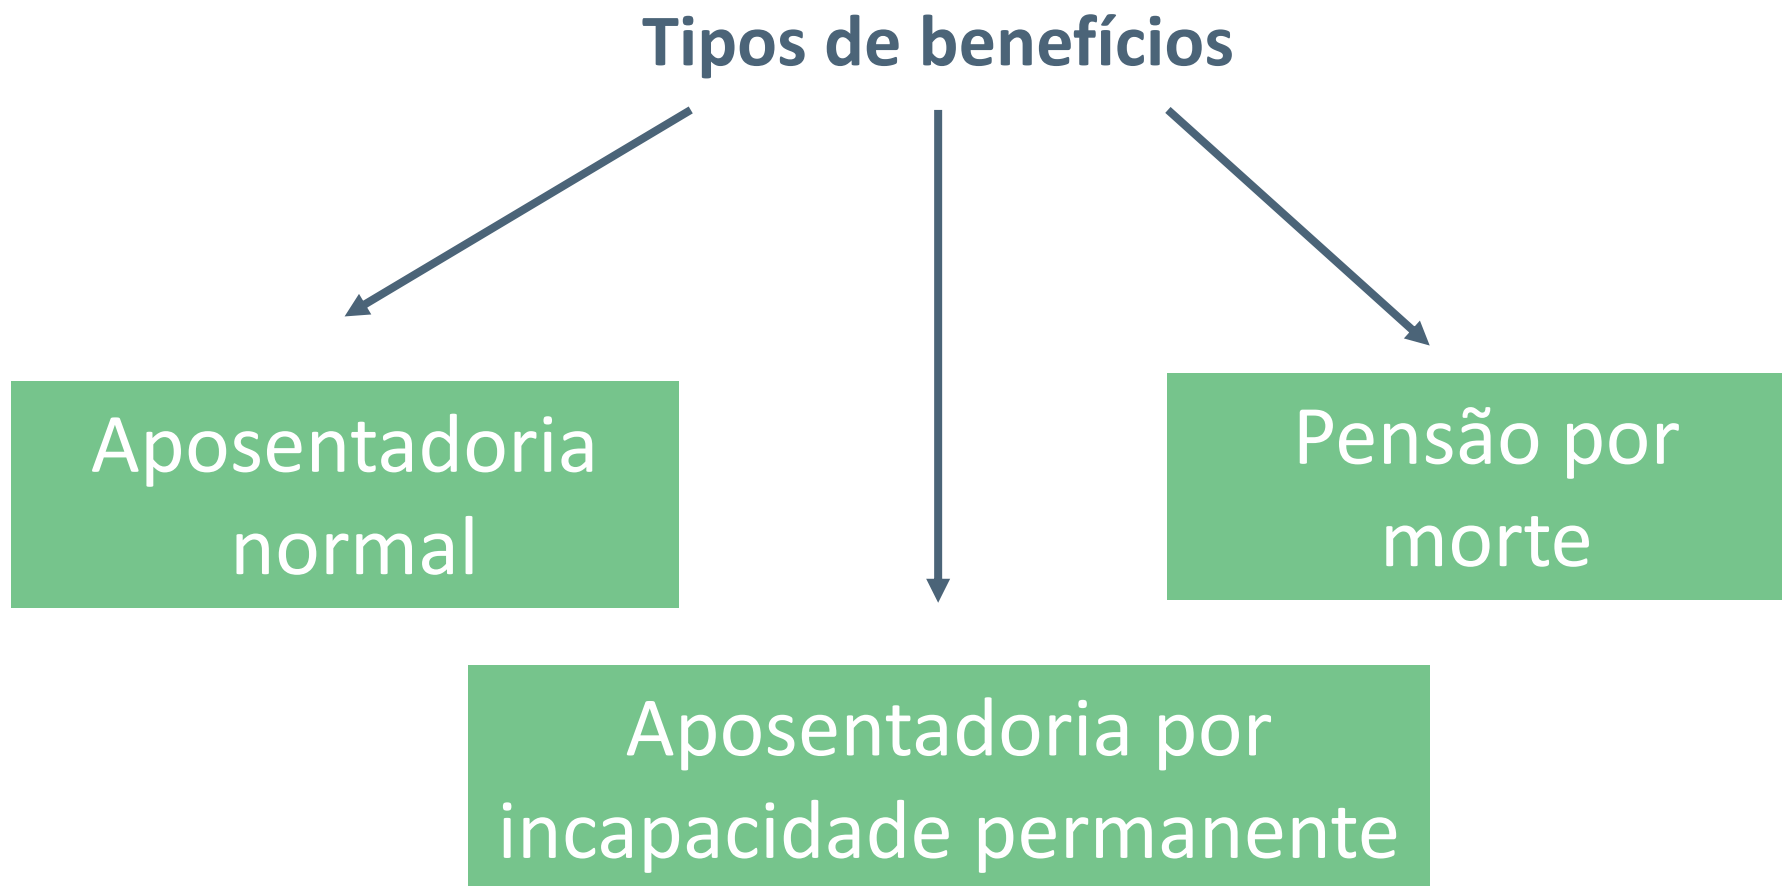 Tipos de benefícios
Aposentadoria
normal
Pensão por
morte
Aposentadoria por
incapacidade permanente